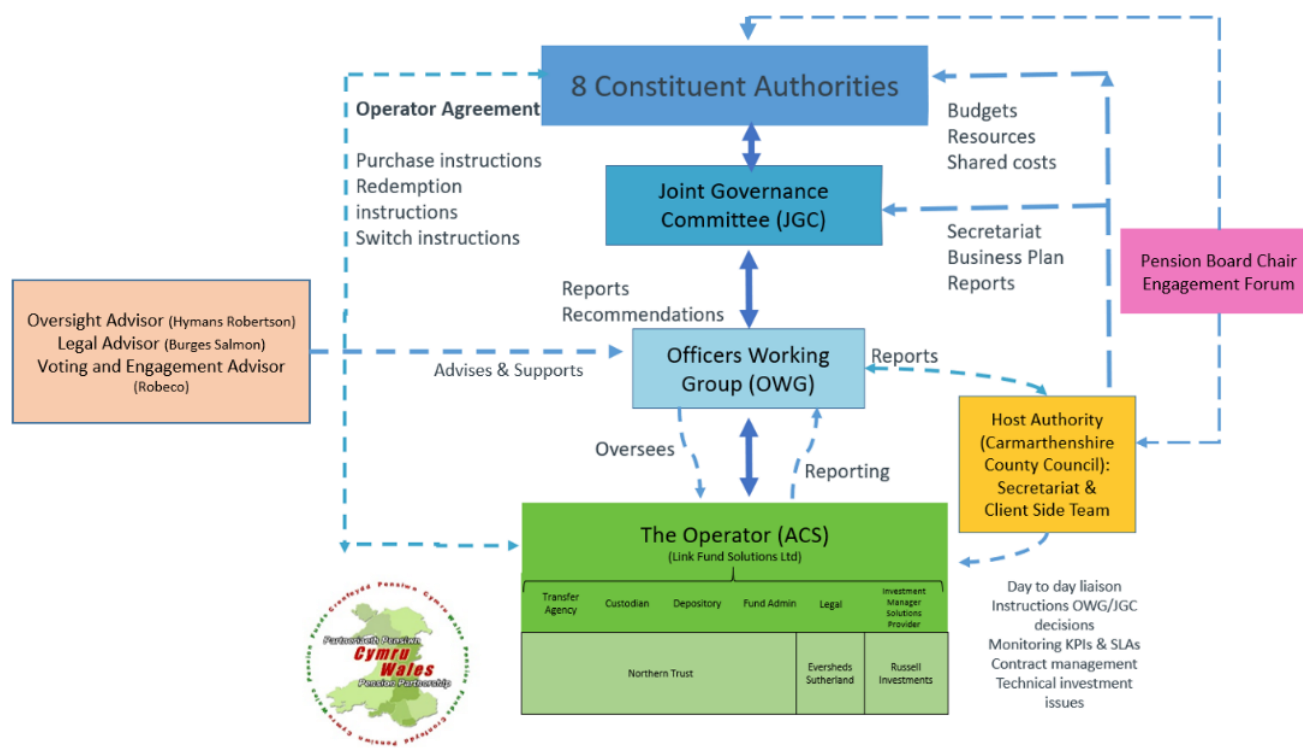 8 Constituent Authorities
Operator Agreement
Purchase instructions
Redemption
instructions
Switch instructions
Budgets
Resources
Shared costs
Joint Governance
Committee (JGC)
Secretariat
Business Plan
Reports
Pension Board Chair
Engagement Forum
Oversight Advisor (Hymans Robertson)
Legal Advisor (Burges Salmon)
Voting and Engagement Advisor
(Robeco)
Reports
Recommendations
Advises & Supports
Officers Working
Group (OWG)
Reports
Host Authority
(Carmarthenshire
County Council):
Secretariat &
Client Side Team
Oversees
Reporting
The Operator (ACS)
(Link Fund Solutions Ltd)
Transfer
Agency
Custodian
Depository
Fund Admin
Legal
Investment
Manager
Solutions
Provider
Northern Trust
Eversheds
Sutherland
Russell
Investments
Day to day liaison
Instructions OWG/JGC
decisions
Monitoring KPIs & SLAs
Contract management
Technical investment
issues
Partneriaeth Pensiwn
Cymru
Wales
Pension Partnership